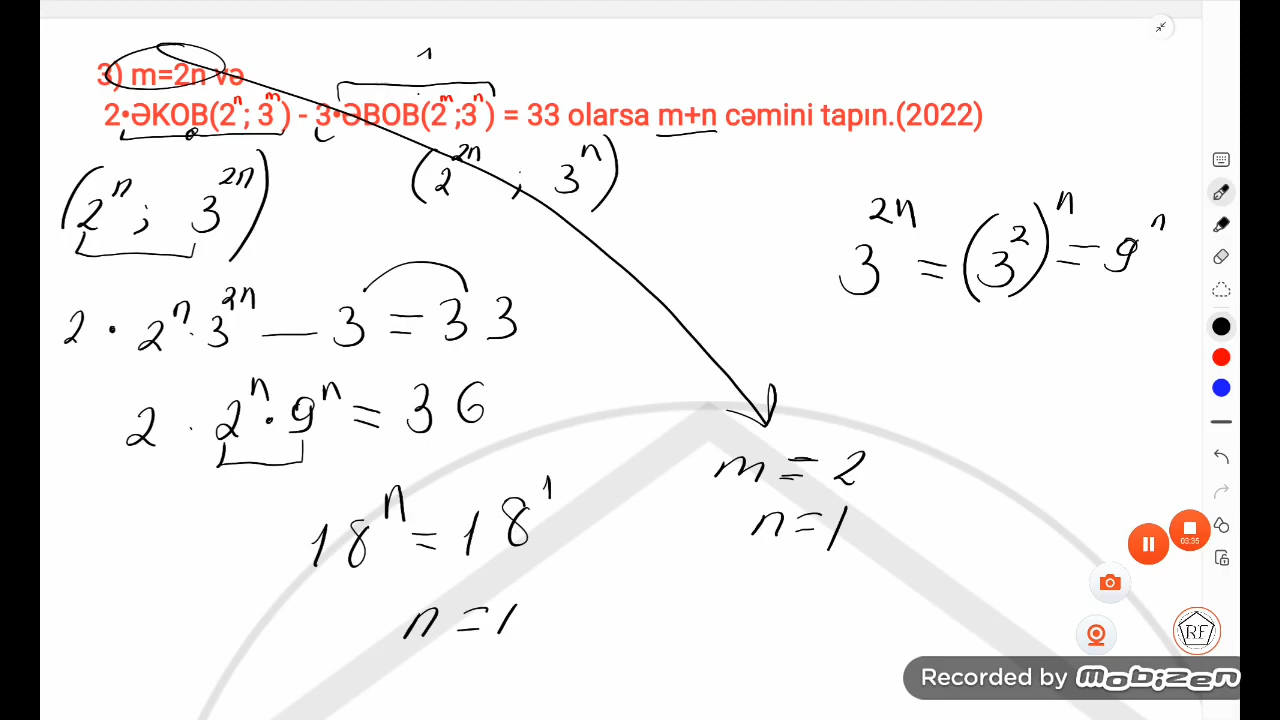 3) m=2n və
1
2•ƏKOB(2ⁿ; 3ᵐ) - 3•ƏBOB(2ᵐ;3ⁿ) = 33 olarsa m+n cəmini tapın.(2022)
(2ⁿ ; 3²ⁿ)
(2²ⁿ ; 3ⁿ)
3²ⁿ = (3²)ⁿ = 9ⁿ
2 · 2ⁿ · 3²ⁿ — 3 = 33
2 · 2ⁿ · 9ⁿ = 36
18ⁿ = 18¹
n = 1
m = 2
n = 1
03:35
RF
Recorded by Mobizen